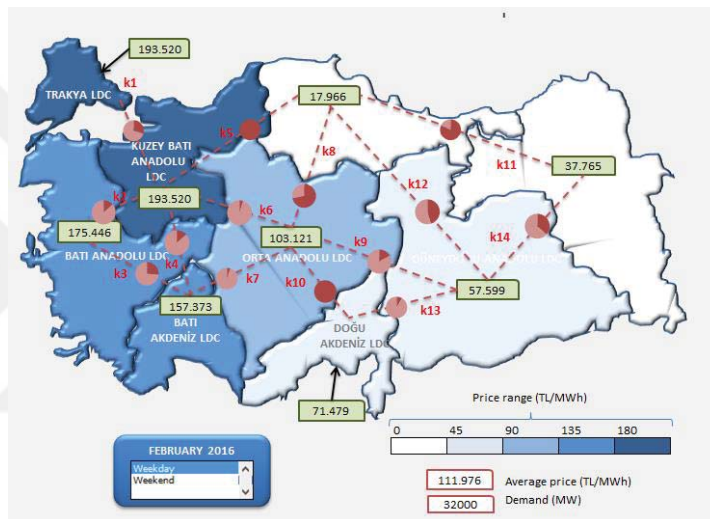 193.520
k1
TRAKYA LDC
17.966
k5
KUZEY BATI
ANADOLU
LDC
k8
k11
37.765
k12
193.520
k6
175.446
103.121
k14
BATI ANADOLU LDC
k9
ORTA ANADOLU LDC
k3
k4
k7
k10
57.599
157.373
BATI
AKDENİZ LDC
k13
DOĞU
AKDENİZ LDC
71.479
Price range (TL/MWh)
0 45 90 135 180
FEBRUARY 2016
Weekday
Weekend
111.976 Average price (TL/MWh)
32000 Demand (MW)